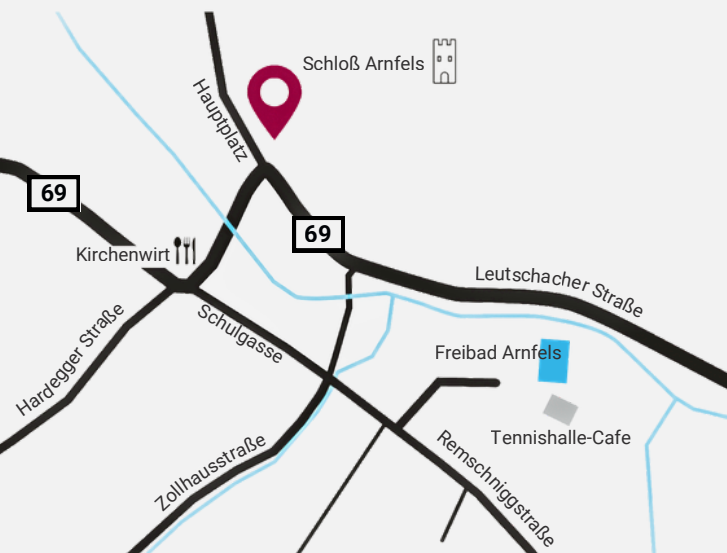 Schloß Arnfels
Hauptplatz
69
69
Kirchenwirt
Leutschacher Straße
Hardegger Straße
Schulgasse
Freibad Arnfels
Tennishalle-Cafe
Zollhausstraße
Remschniggstraße